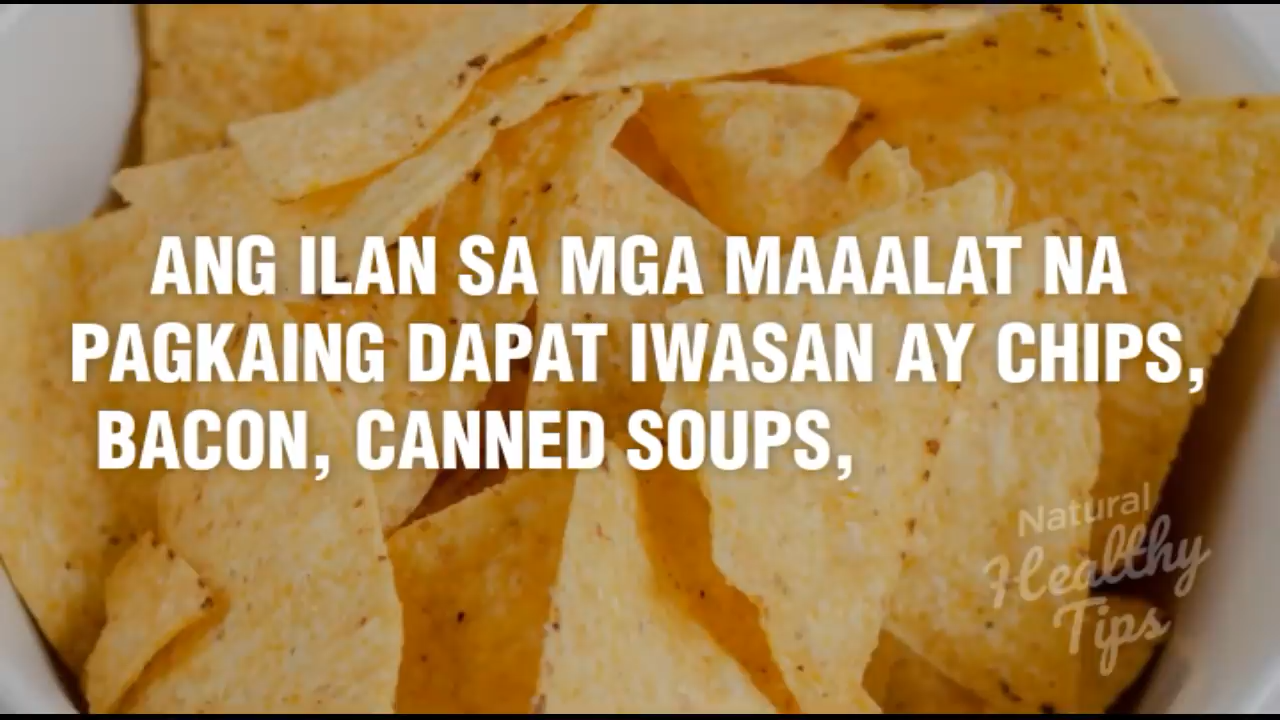 ANG ILAN SA MGA MAAALAT NA
PAGKAING DAPAT IWASAN AY CHIPS,
BACON, CANNED SOUPS,
Natural
Healthy
Tips